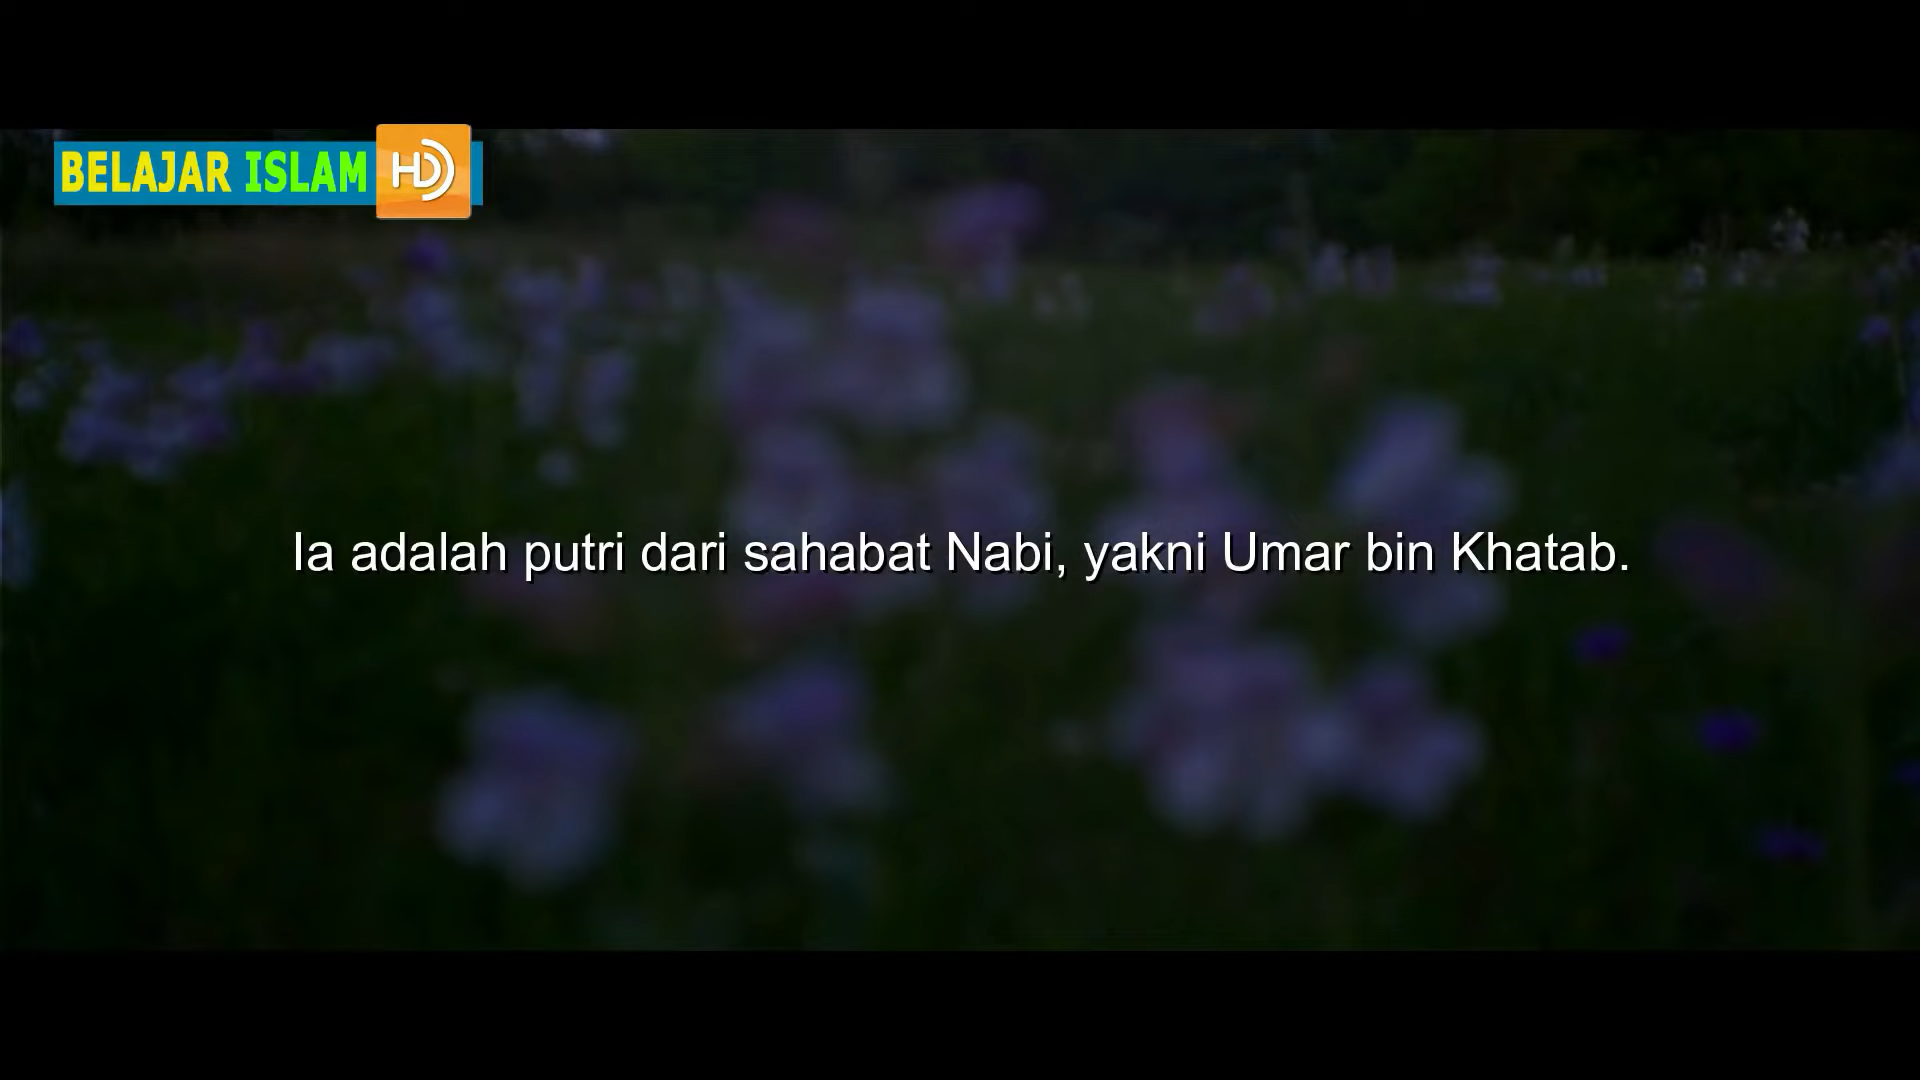 BELAJAR ISLAM HD
Ia adalah putri dari sahabat Nabi, yakni Umar bin Khatab.